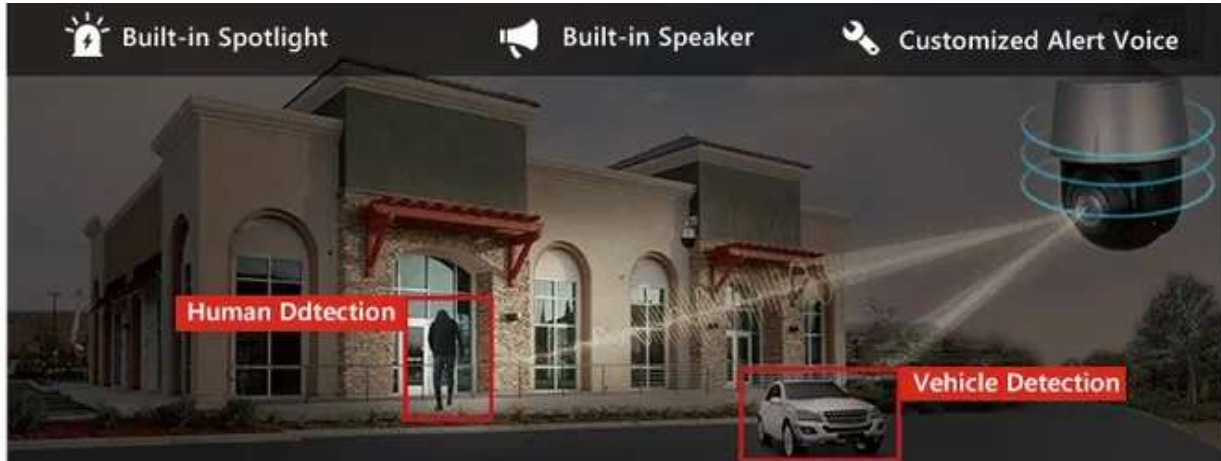 Built-in Spotlight
Built-in Speaker
Customized Alert Voice
Human Ddtection
Vehicle Detection